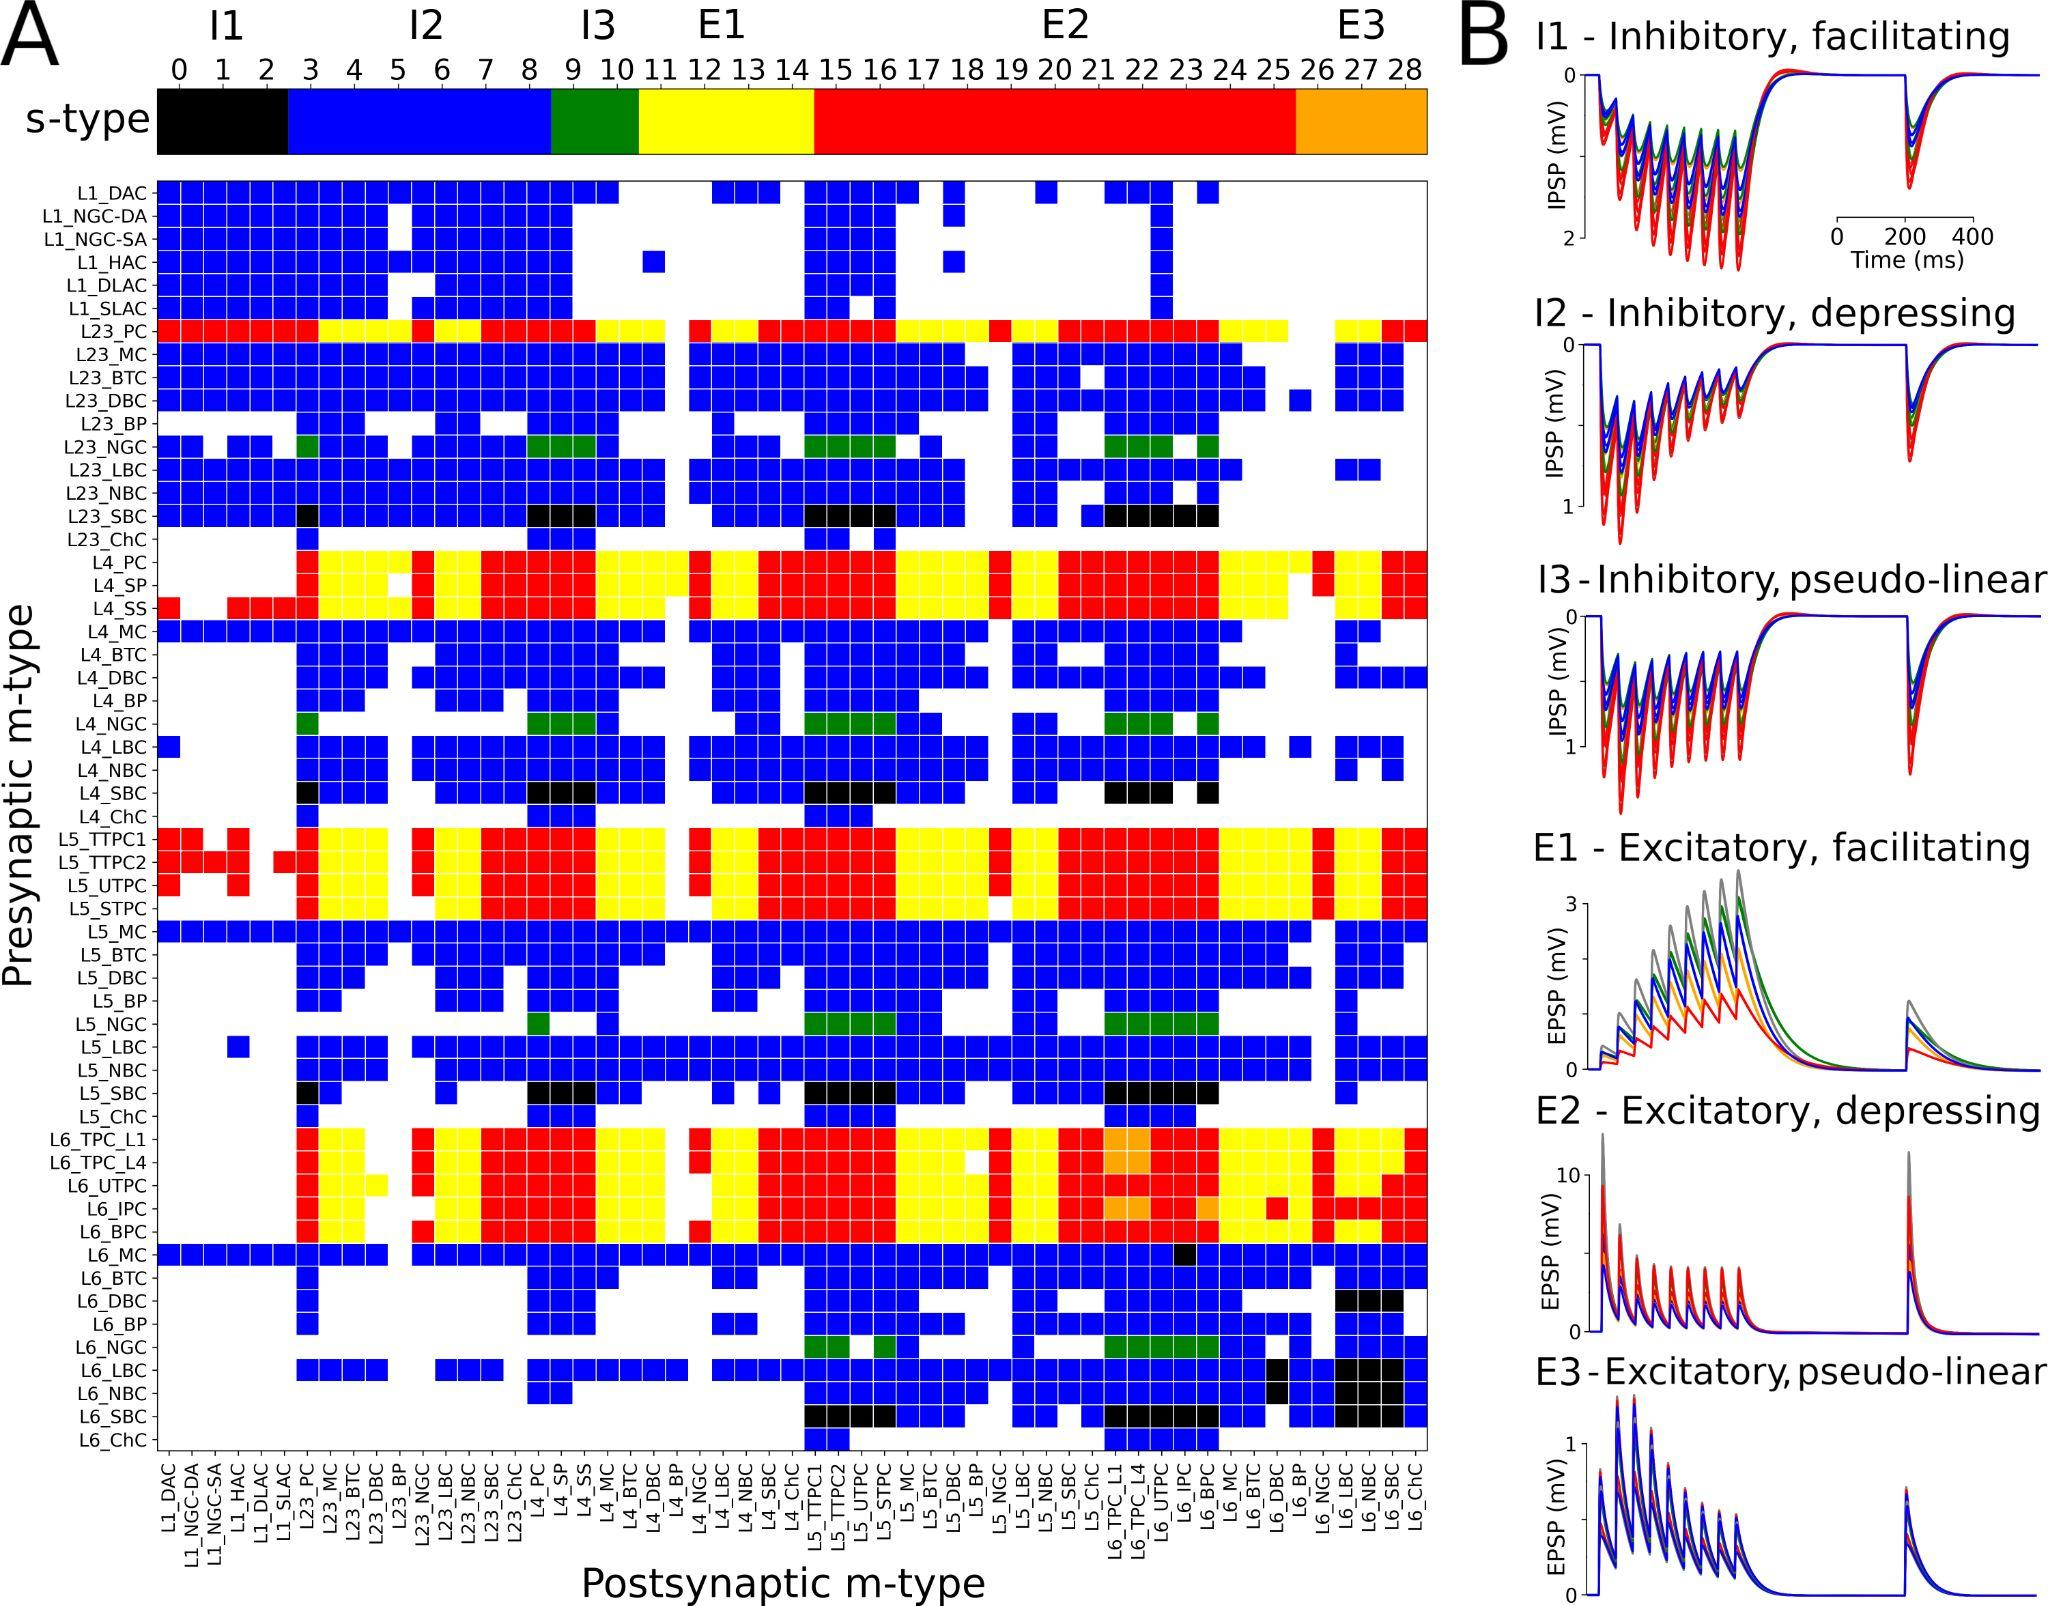 A
I1 I2 I3 E1 E2 E3
0 1 2 3 4 5 6 7 8 9 10 11 12 13 14 15 16 17 18 19 20 21 22 23 24 25 26 27 28
s-type
Presynaptic m-type
L1_DAC
L1_NGC-DA
L1_NGC-SA
L1_HAC
L1_DLAC
L1_SLAC
L23_PC
L23_MC
L23_BTC
L23_DBC
L23_BP
L23_NGC
L23_LBC
L23_NBC
L23_SBC
L23_ChC
L4_PC
L4_SP
L4_SS
L4_MC
L4_BTC
L4_DBC
L4_BP
L4_NGC
L4_LBC
L4_NBC
L4_SBC
L4_ChC
L5_TTPC1
L5_TTPC2
L5_UTPC
L5_STPC
L5_MC
L5_BTC
L5_DBC
L5_BP
L5_NGC
L5_LBC
L5_NBC
L5_SBC
L5_ChC
L6_TPC_L1
L6_TPC_L4
L6_UTPC
L6_IPC
L6_BPC
L6_MC
L6_BTC
L6_DBC
L6_BP
L6_NGC
L6_LBC
L6_NBC
L6_SBC
L6_ChC
L1_DAC
L1_NGC-DA
L1_NGC-SA
L1_HAC
L1_DLAC
L1_SLAC
L23_PC
L23_MC
L23_BTC
L23_DBC
L23_BP
L23_NGC
L23_LBC
L23_NBC
L23_SBC
L23_ChC
L4_PC
L4_SP
L4_SS
L4_MC
L4_BTC
L4_DBC
L4_BP
L4_NGC
L4_LBC
L4_NBC
L4_SBC
L4_ChC
L5_TTPC1
L5_TTPC2
L5_UTPC
L5_STPC
L5_MC
L5_BTC
L5_DBC
L5_BP
L5_NGC
L5_LBC
L5_NBC
L5_SBC
L5_ChC
L6_TPC_L1
L6_TPC_L4
L6_UTPC
L6_IPC
L6_BPC
L6_MC
L6_BTC
L6_DBC
L6_BP
L6_NGC
L6_LBC
L6_NBC
L6_SBC
L6_ChC
Postsynaptic m-type
B
I1 - Inhibitory, facilitating
0
2
IPSP (mV)
0 200 400
Time (ms)
I2 - Inhibitory, depressing
0
1
IPSP (mV)
I3 - Inhibitory, pseudo-linear
0
1
IPSP (mV)
E1 - Excitatory, facilitating
3
0
EPSP (mV)
E2 - Excitatory, depressing
10
0
EPSP (mV)
E3 - Excitatory, pseudo-linear
1
0
EPSP (mV)